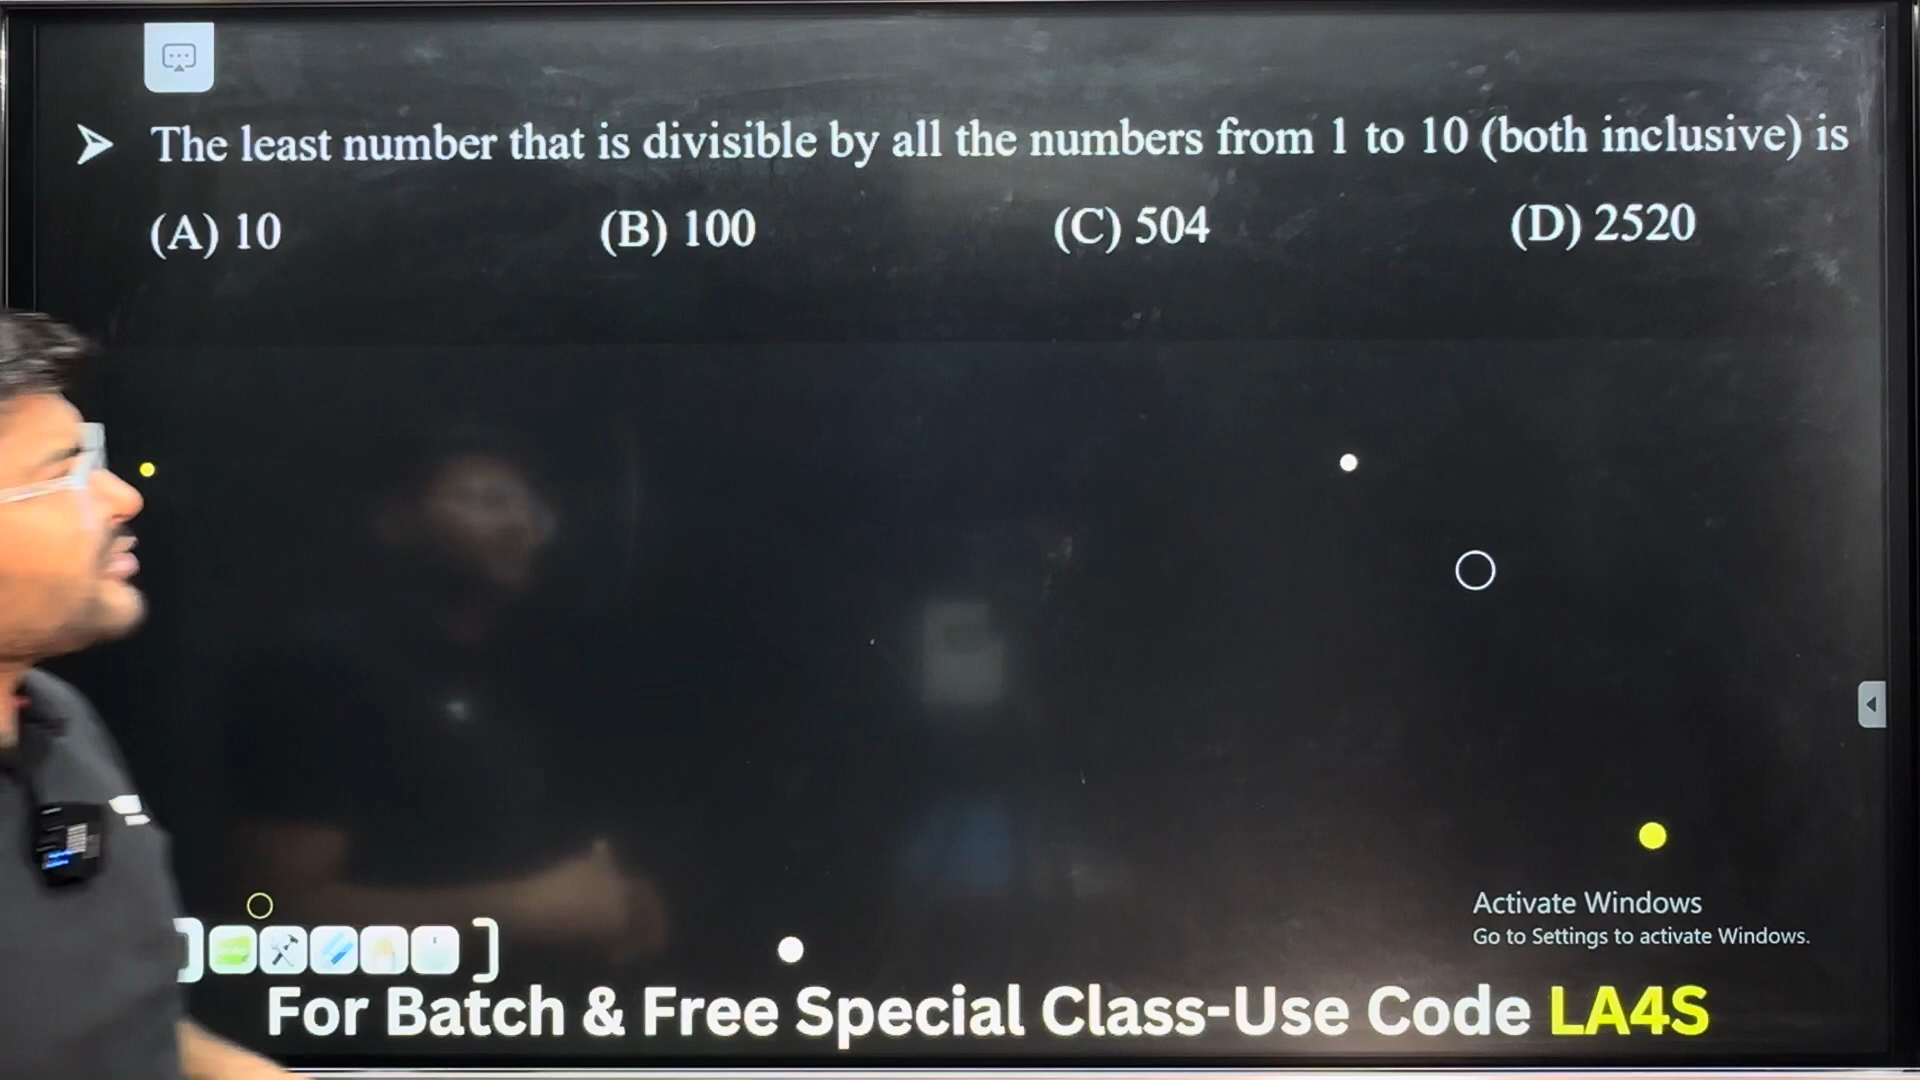 ➤ The least number that is divisible by all the numbers from 1 to 10 (both inclusive) is
(A) 10 (B) 100 (C) 504 (D) 2520
Activate Windows
Go to Settings to activate Windows.
For Batch & Free Special Class-Use Code LA4S